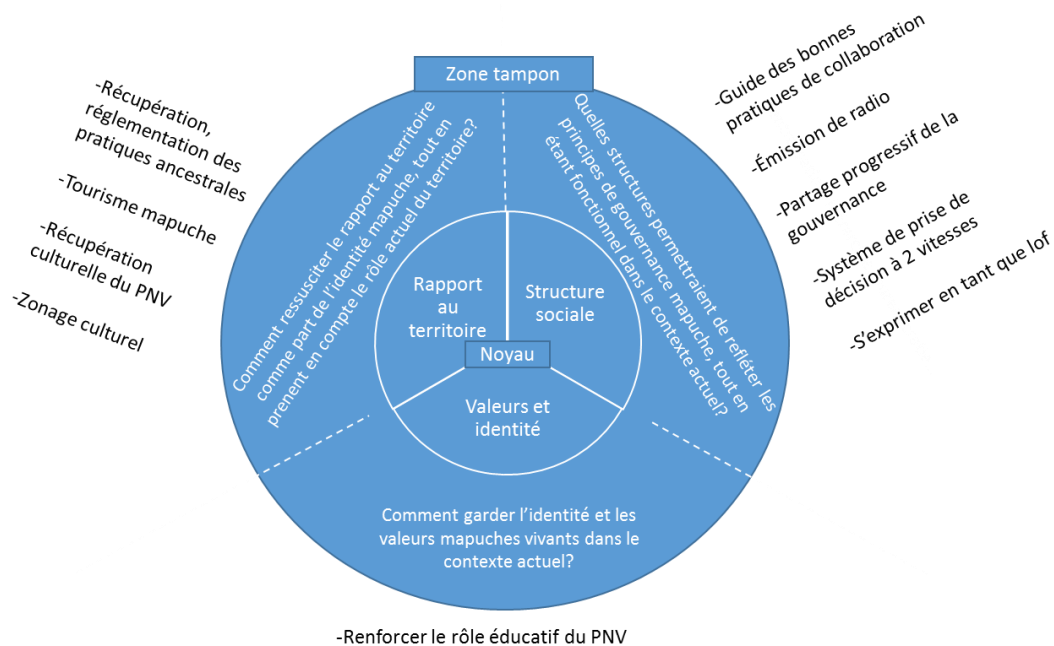 Zone tampon
-Récupération,
réglementation des
pratiques ancestrales
-Tourisme mapuche
-Récupération
culturelle du PNV
-Zonage culturel
Comment ressusciter le rapport au territoire
comme part de l'identité mapuche, tout en
prenent en compte le rôle actuel du territoire?
Quelles structures permettraient de refléter les
principes de gouvernance mapuche, tout en
étant fonctionnel dans le contexte actuel?
-Guide des bonnes
pratiques de collaboration
-Émission de radio
-Partage progressif de la
gouvernance
-Système de prise de
décision à 2 vitesses
-S'exprimer en tant que lof
Rapport
au
territoire
Structure
sociale
Noyau
Valeurs et
identité
Comment garder l'identité et les
valeurs mapuches vivants dans le
contexte actuel?
-Renforcer le rôle éducatif du PNV